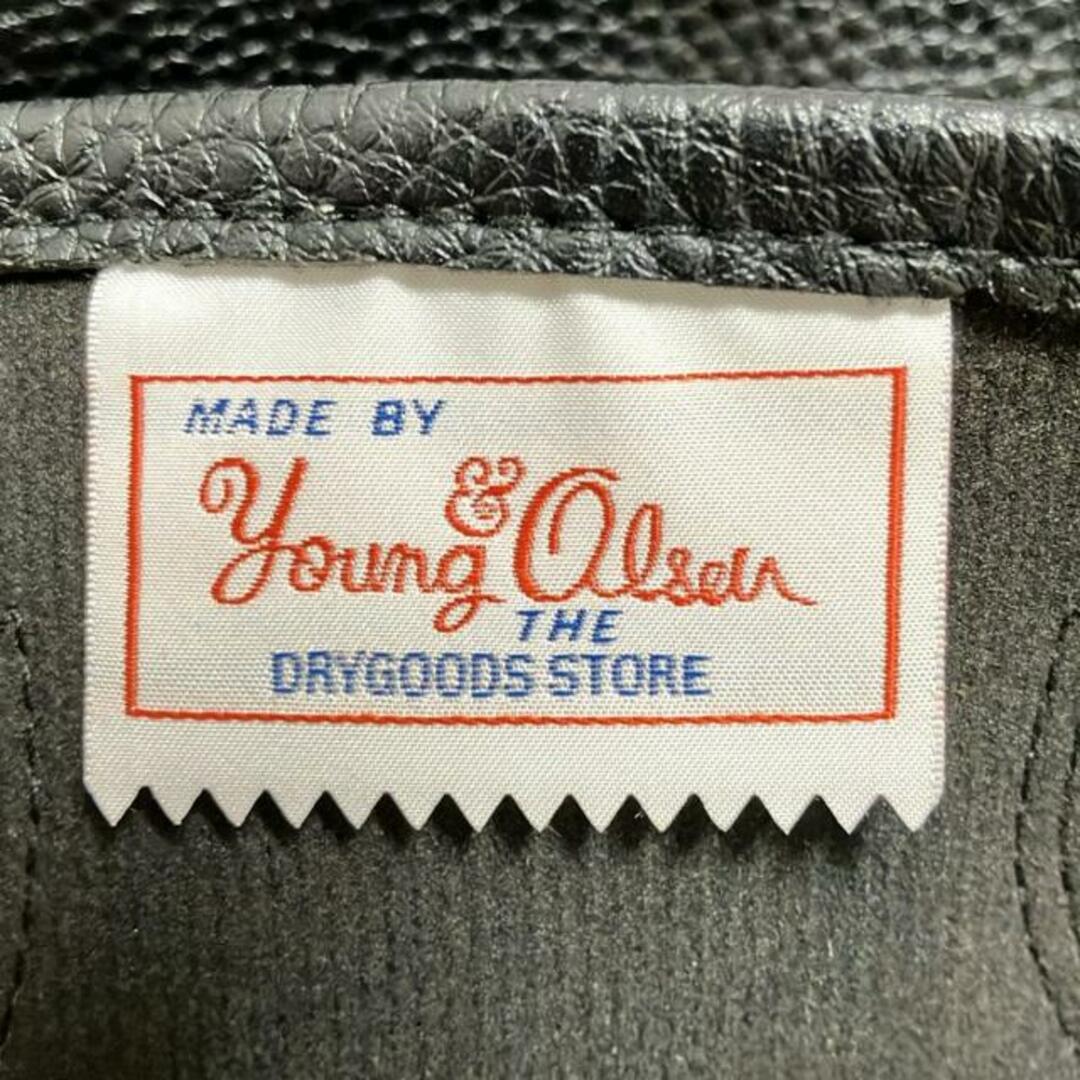 MADE BY
Young & Olsen
THE
DRYGOODS STORE